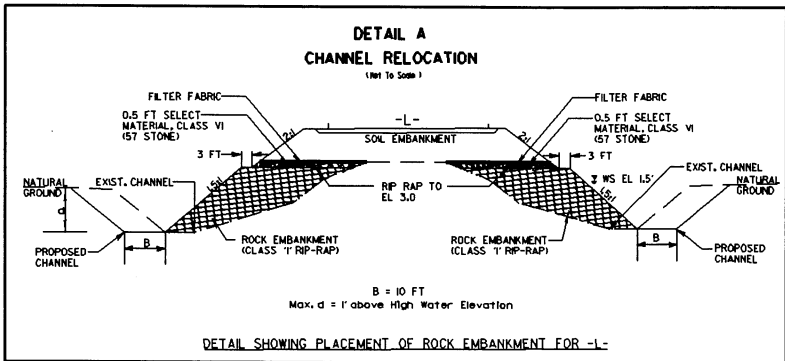 DETAIL A
CHANNEL RELOCATION
(Not To Scale)
FILTER FABRIC
-L-
FILTER FABRIC
0.5 FT SELECT
MATERIAL, CLASS VI
(57 STONE)
2:1
SOIL EMBANKMENT
2:1
0.5 FT SELECT
MATERIAL, CLASS VI
(57 STONE)
3 FT
3 FT
NATURAL
GROUND
EXIST. CHANNEL
1.5:1
RIP RAP TO
EL 3.0
WS EL 1.5'
1.5:1
EXIST. CHANNEL
NATURAL
GROUND
d
PROPOSED
CHANNEL
B
ROCK EMBANKMENT
(CLASS 'I' RIP-RAP)
ROCK EMBANKMENT
(CLASS 'I' RIP-RAP)
B
PROPOSED
CHANNEL
B = 10 FT
Max. d = 1' above High Water Elevation
DETAIL SHOWING PLACEMENT OF ROCK EMBANKMENT FOR -L-